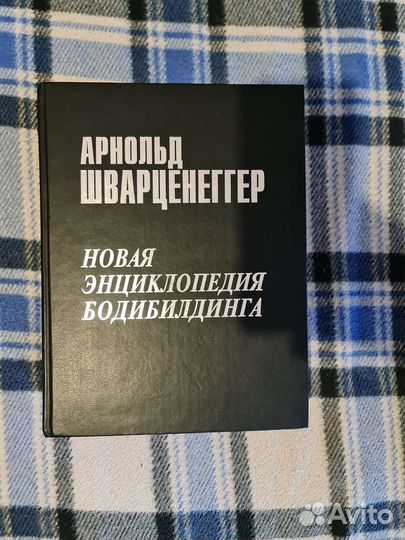 АРНОЛЬД
ШВАРЦЕНЕГГЕР
НОВАЯ
ЭНЦИКЛОПЕДИЯ
БОДИБИЛДИНГА
Avito